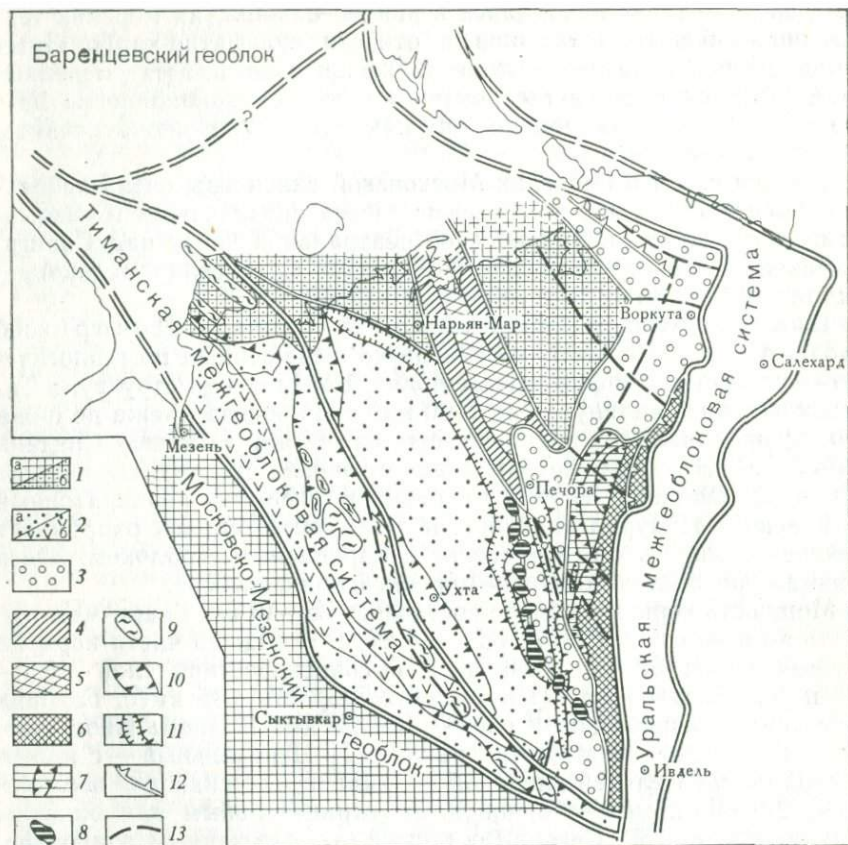 Баренцевский геоблок
Тиманская межгеоблоковая система
Нарьян-Мар
Воркута
Салехард
Мезень
Московско-Мезенский
геоблок
Печора
Ухта
Сыктывкар
Уральская межгеоблоковая система
Ивдель
а
б
1
а
б
2
3
4
9
5
10
6
11
7
12
8
13